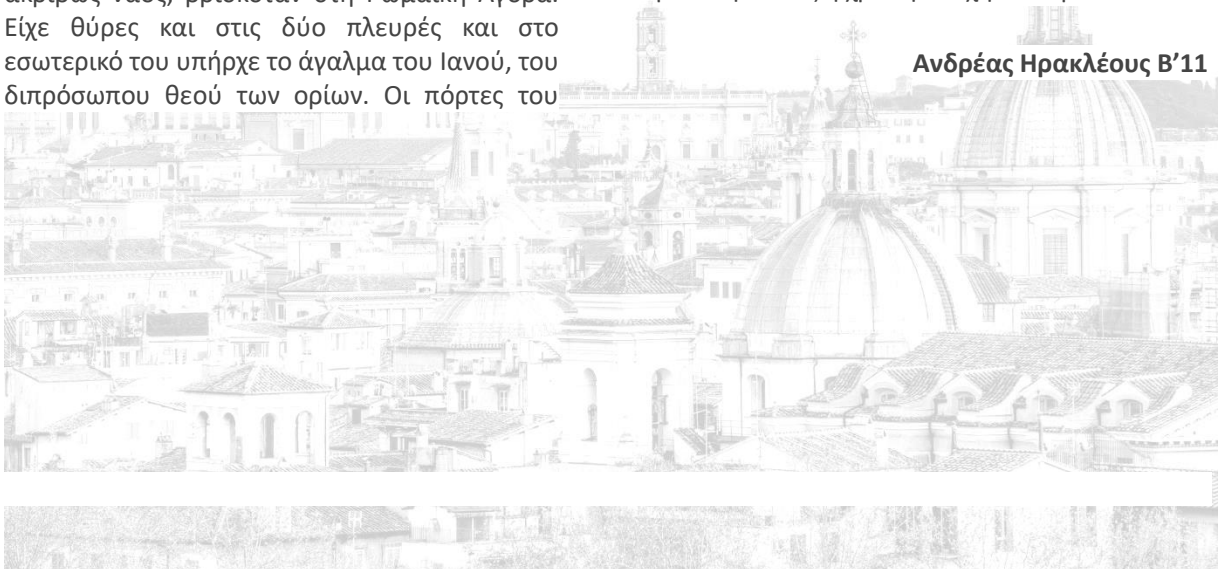 Είχε θύρες και στις δύο πλευρές και στο
εσωτερικό του υπήρχε το άγαλμα του Ιανού, του
διπρόσωπου θεού των ορίων. Οι πόρτες του
Ανδρέας Ηρακλέους Β’11